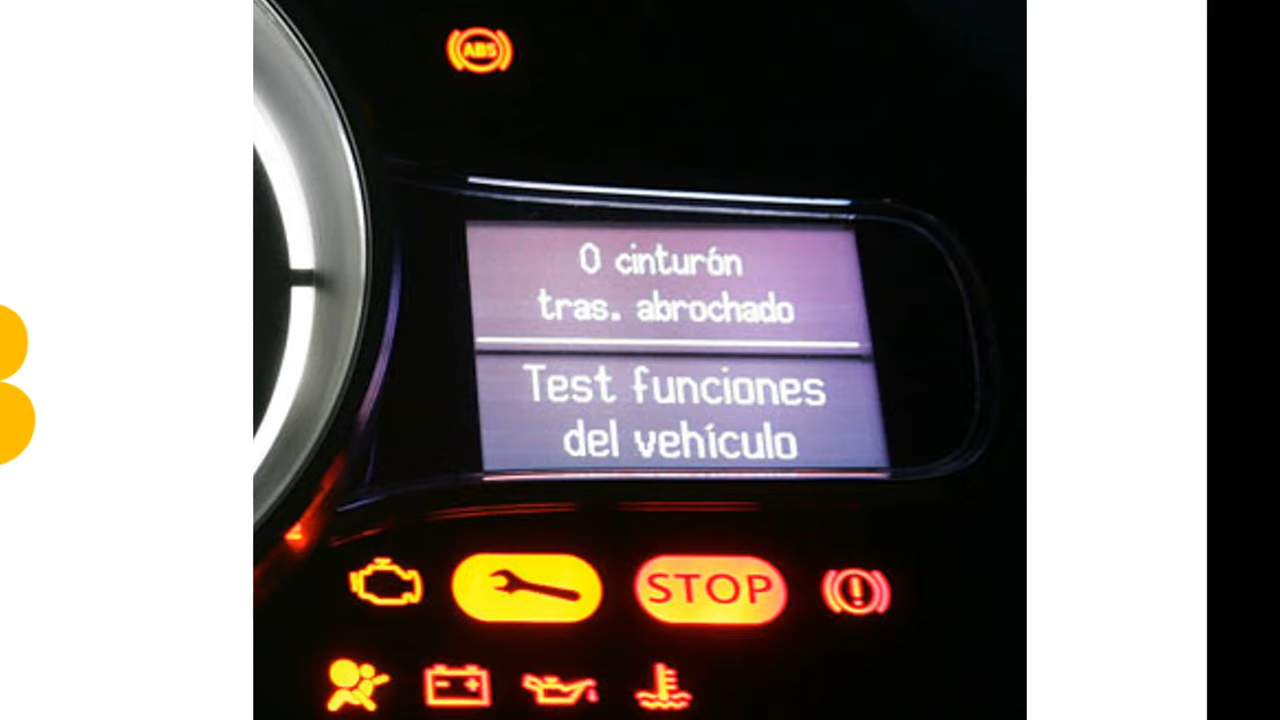 ABS
0 cinturón
tras. abrochado
Test funciones
del vehículo
STOP